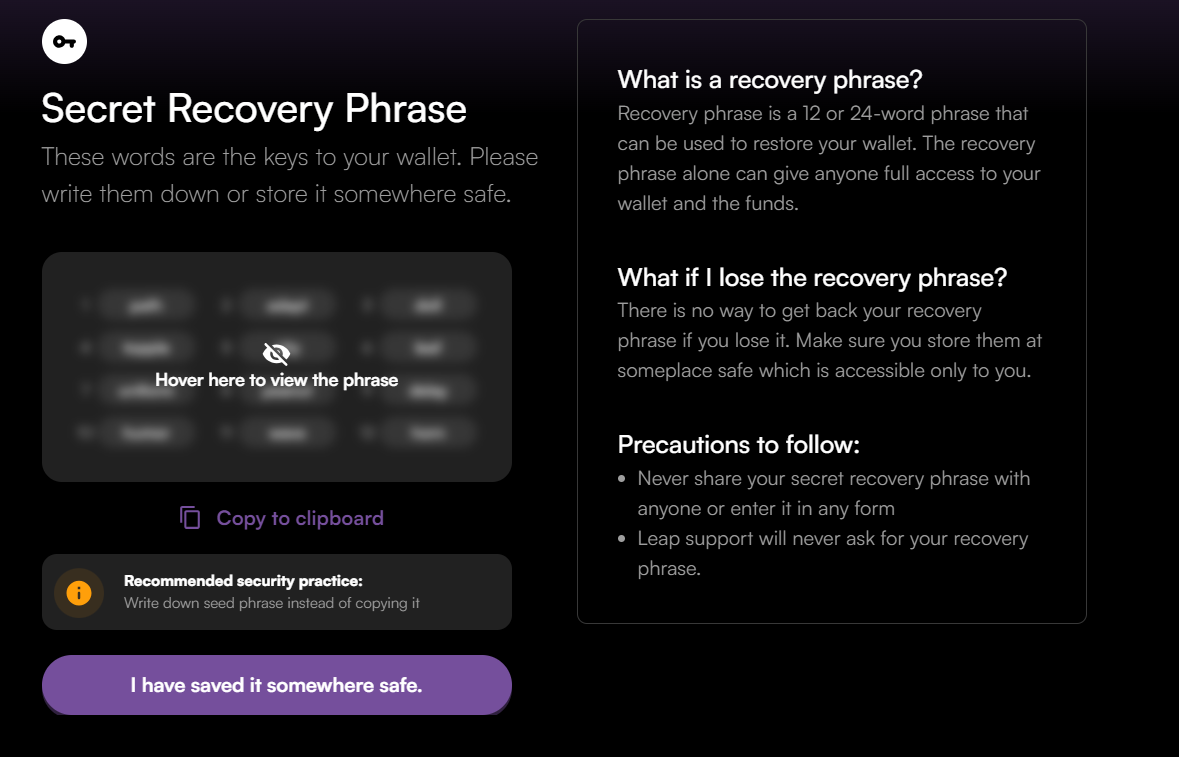 Secret Recovery Phrase
These words are the keys to your wallet. Please
write them down or store it somewhere safe.
Hover here to view the phrase
Copy to clipboard
Recommended security practice:
Write down seed phrase instead of copying it
I have saved it somewhere safe.
What is a recovery phrase?
Recovery phrase is a 12 or 24-word phrase that
can be used to restore your wallet. The recovery
phrase alone can give anyone full access to your
wallet and the funds.
What if I lose the recovery phrase?
There is no way to get back your recovery
phrase if you lose it. Make sure you store them at
someplace safe which is accessible only to you.
Precautions to follow:
Never share your secret recovery phrase with
anyone or enter it in any form
Leap support will never ask for your recovery
phrase.